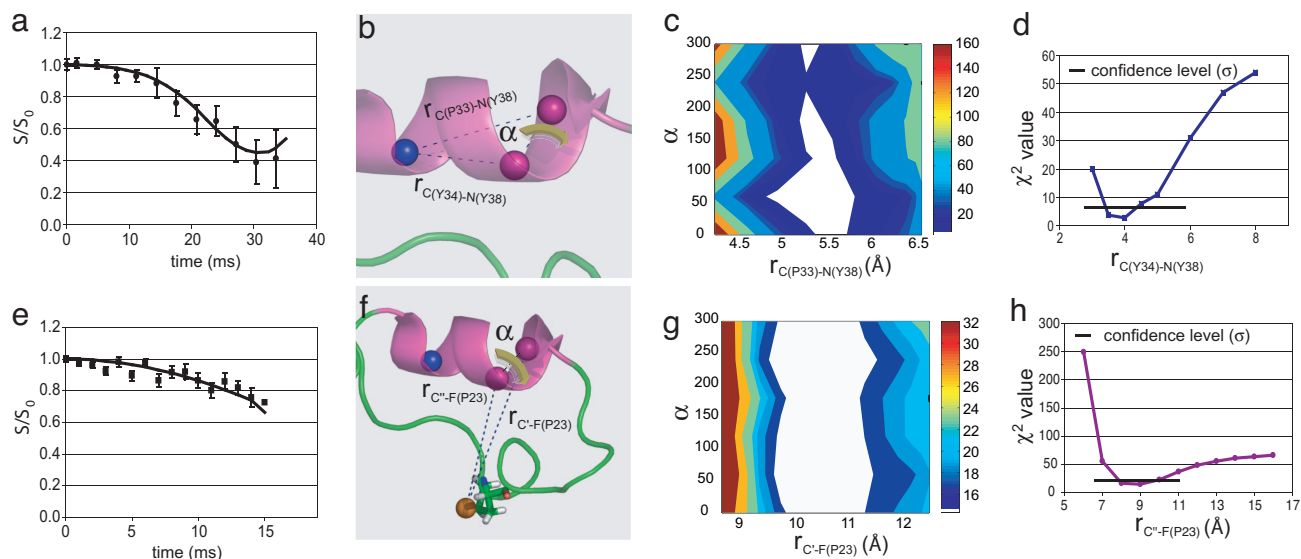 a
S/S0
1.2
1.0
0.8
0.6
0.4
0.2
0.0
0 10 20 30 40
time (ms)
b
rC(P33)-N(Y38)
α
rC(Y34)-N(Y38)
c
α
300
250
200
150
100
50
0
4.5 5 5.5 6 6.5
rC(P33)-N(Y38) (Å)
160
140
120
100
80
60
40
20
d
χ2 value
60
50
40
30
20
10
0
confidence level (σ)
2 4 6 8 10
rC(Y34)-N(Y38)
e
S/S0
1.2
1.0
0.8
0.6
0.4
0.2
0.0
0 5 10 15
time (ms)
f
α
rC"-F(P23)
rC'-F(P23)
g
α
300
250
200
150
100
50
0
9 10 11 12
rC'-F(P23) (Å)
32
30
28
26
24
22
20
18
16
h
χ2 value
300
250
200
150
100
50
0
confidence level (σ)
5 7 9 11 13 15 17
rC"-F(P23) (Å)